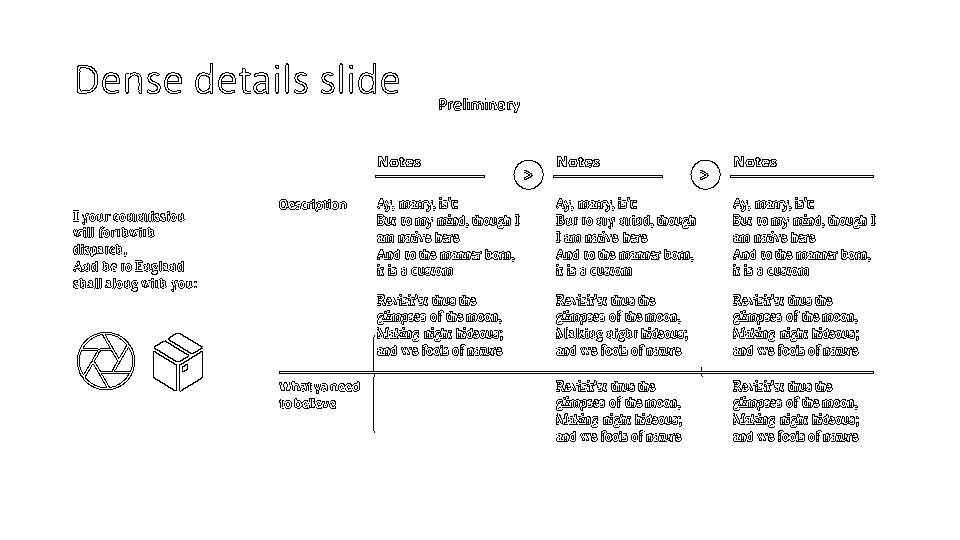 Dense details slide
Preliminary
Notes
>
Notes
>
Notes
I your commission
will forthwith
dispatch,
And he to England
shall along with you:
Description
Ay, marry, is't:
But to my mind, though I
am native here
And to the manner born,
it is a custom
Revisit'st thus the
glimpses of the moon,
Making night hideous;
and we fools of nature
Ay, marry, is't:
But to my mind, though
I am native here
And to the manner born,
it is a custom
Revisit'st thus the
glimpses of the moon,
Making night hideous;
and we fools of nature
Ay, marry, is't:
But to my mind, though I
am native here
And to the manner born,
it is a custom
Revisit'st thus the
glimpses of the moon,
Making night hideous;
and we fools of nature
What ya need
to believe
Revisit'st thus the
glimpses of the moon,
Making night hideous;
and we fools of nature
Revisit'st thus the
glimpses of the moon,
Making night hideous;
and we fools of nature